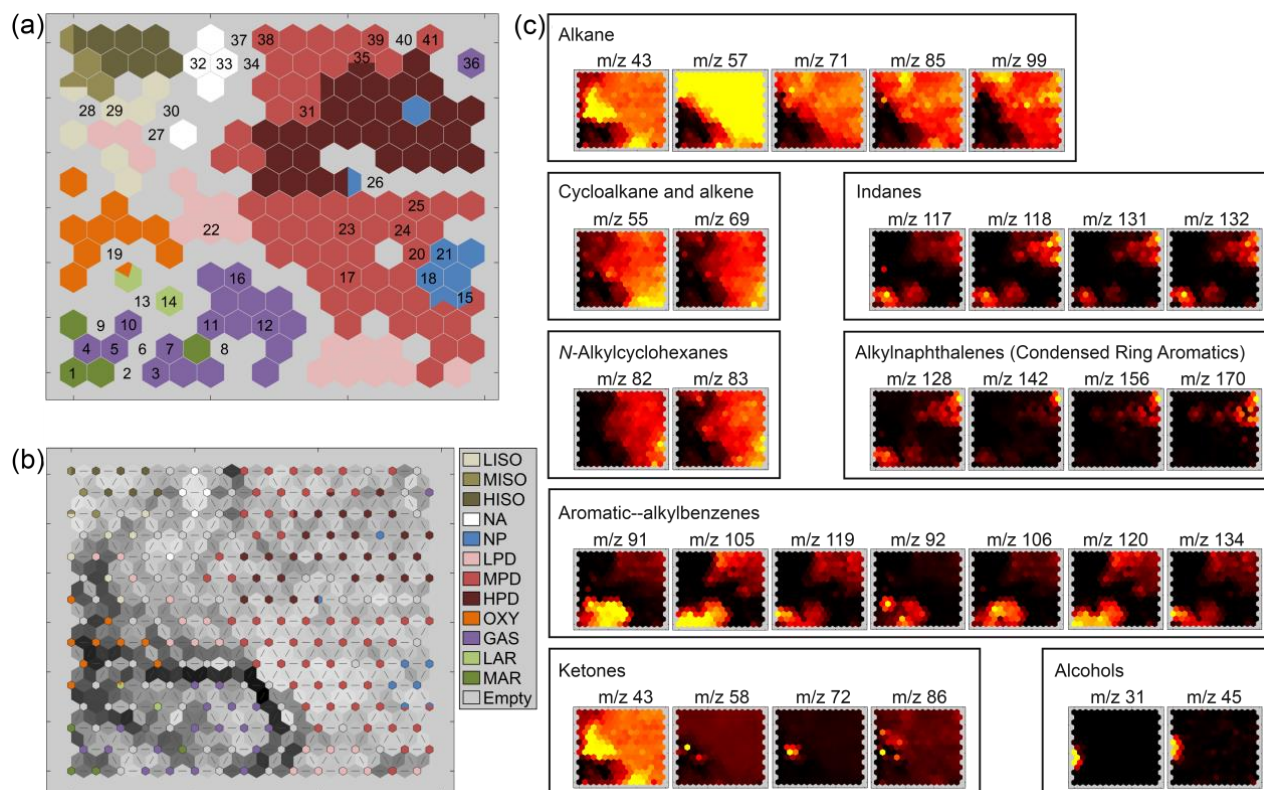 (a)
37 38 39 40 41
32 33 34 35 36
28 29 30 31
27
26
25
22 23 24
19 20 21
16 17 18
13 14 15
9 10 11 12
4 5 6 7 8
1 2 3
(b)
LISO
MISO
HISO
NA
NP
LPD
MPD
HPD
OXY
GAS
LAR
MAR
Empty
(c)
Alkane
m/z 43 m/z 57 m/z 71 m/z 85 m/z 99
Cycloalkane and alkene
m/z 55 m/z 69
Indanes
m/z 117 m/z 118 m/z 131 m/z 132
N-Alkylcyclohexanes
m/z 82 m/z 83
Alkylnaphthalenes (Condensed Ring Aromatics)
m/z 128 m/z 142 m/z 156 m/z 170
Aromatic--alkylbenzenes
m/z 91 m/z 105 m/z 119 m/z 92 m/z 106 m/z 120 m/z 134
Ketones
m/z 43 m/z 58 m/z 72 m/z 86
Alcohols
m/z 31 m/z 45